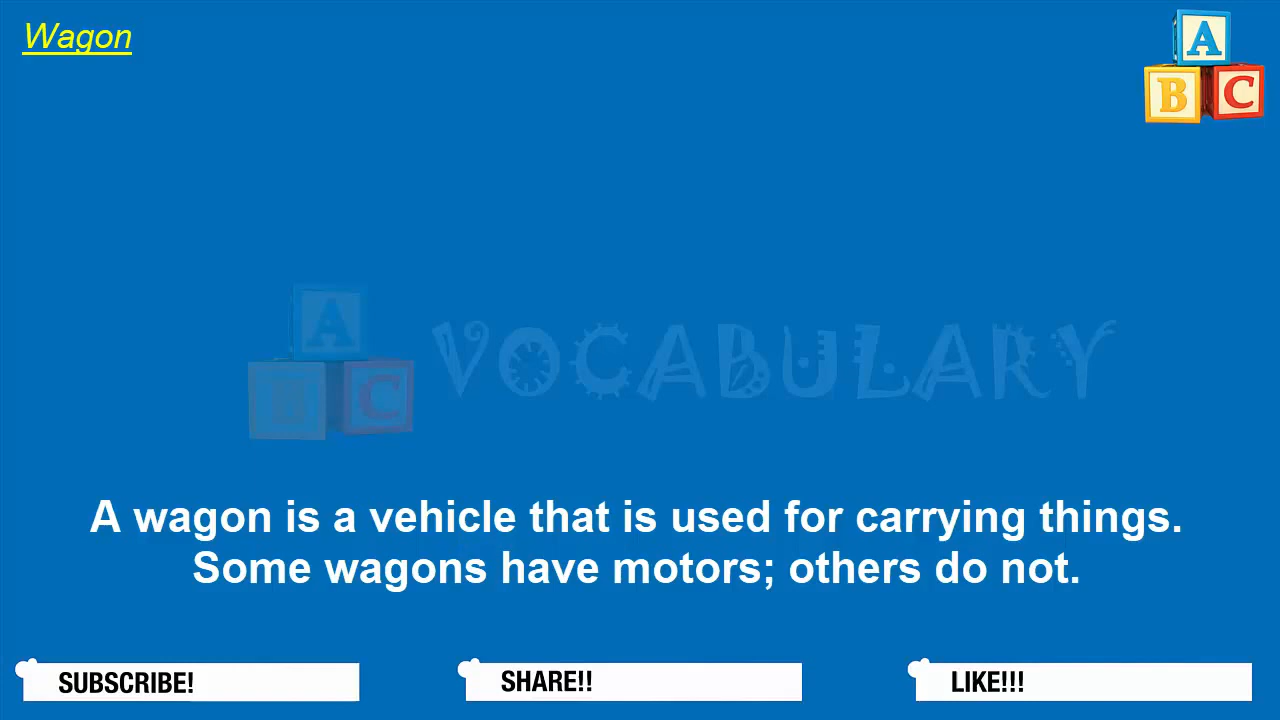 Wagon
A
B C
A
B C VOCABULARY
A wagon is a vehicle that is used for carrying things.
Some wagons have motors; others do not.
SUBSCRIBE! SHARE!! LIKE!!!